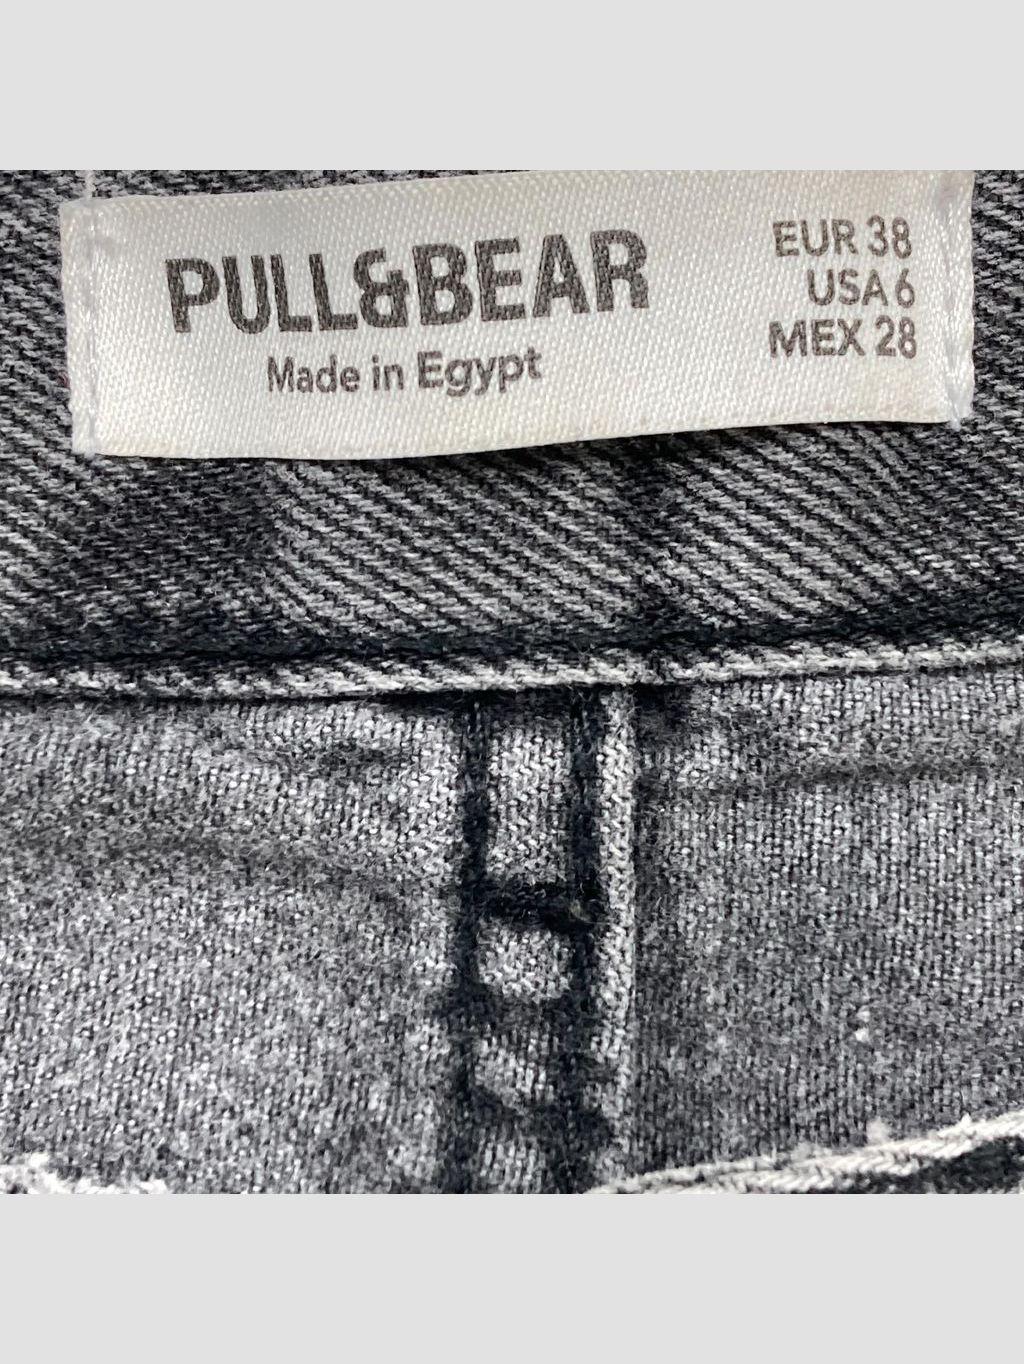 PULL&BEAR
Made in Egypt
EUR 38
USA 6
MEX 28